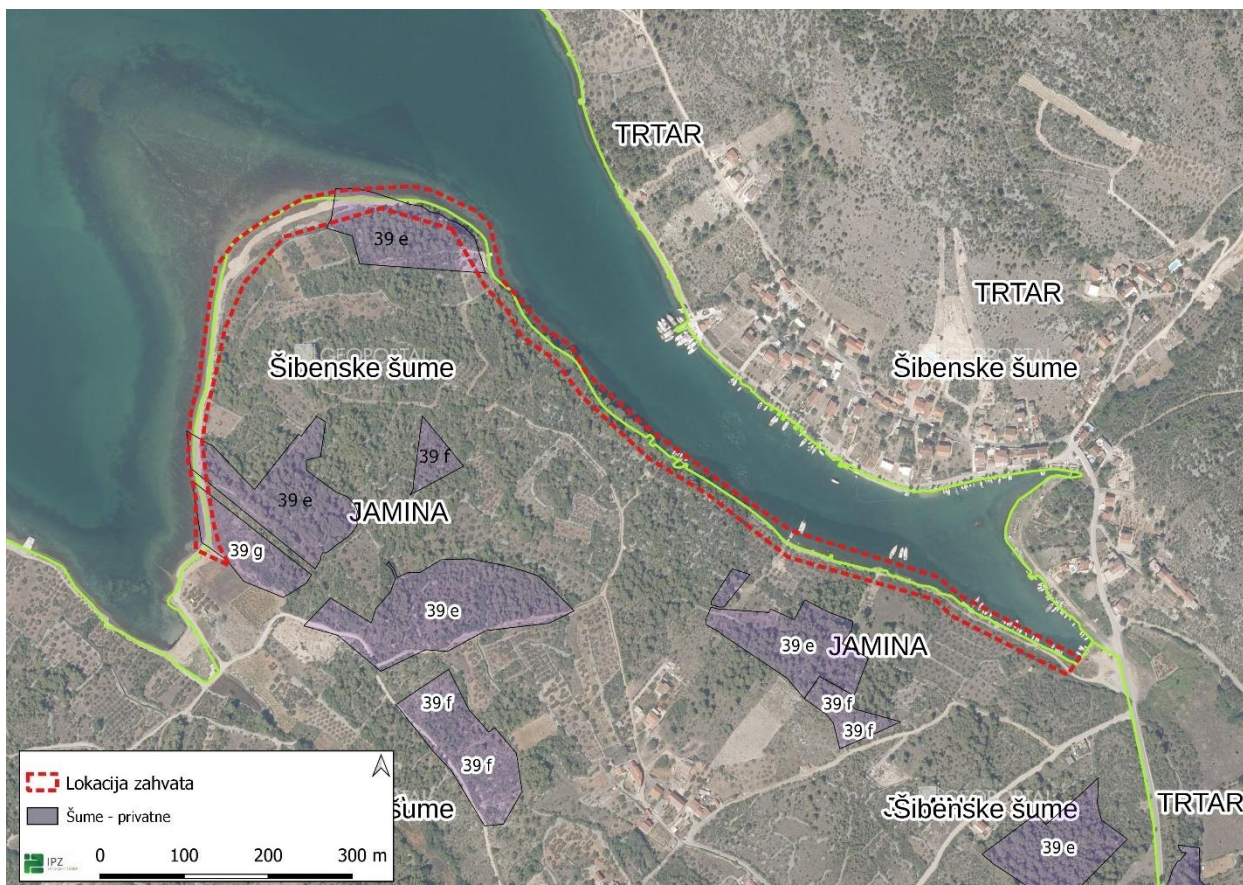 TRTAR
39 e
TRTAR
Šibenske šume
Šibenske šume
39 f
39 e
JAMINA
39 g
39 e
39 e
JAMINA
39 f
39 f
39 f
39 f
Lokacija zahvata
Šume - privatne
šume
Šibenske šume
TRTAR
39 e
IPZ
0 100 200 300 m